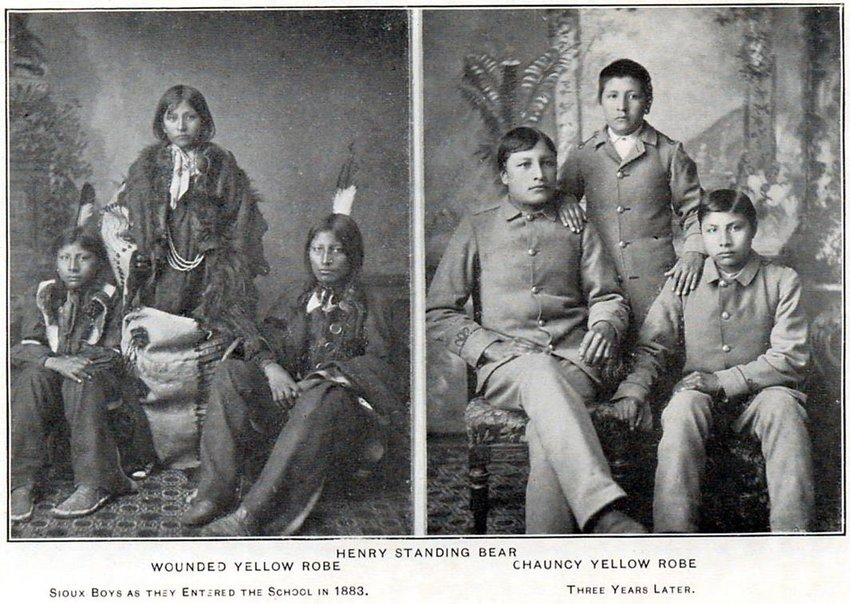 HENRY STANDING BEAR
WOUNDED YELLOW ROBE CHAUNCY YELLOW ROBE
SIOUX BOYS AS THEY ENTERED THE SCHOOL IN 1883. THREE YEARS LATER.